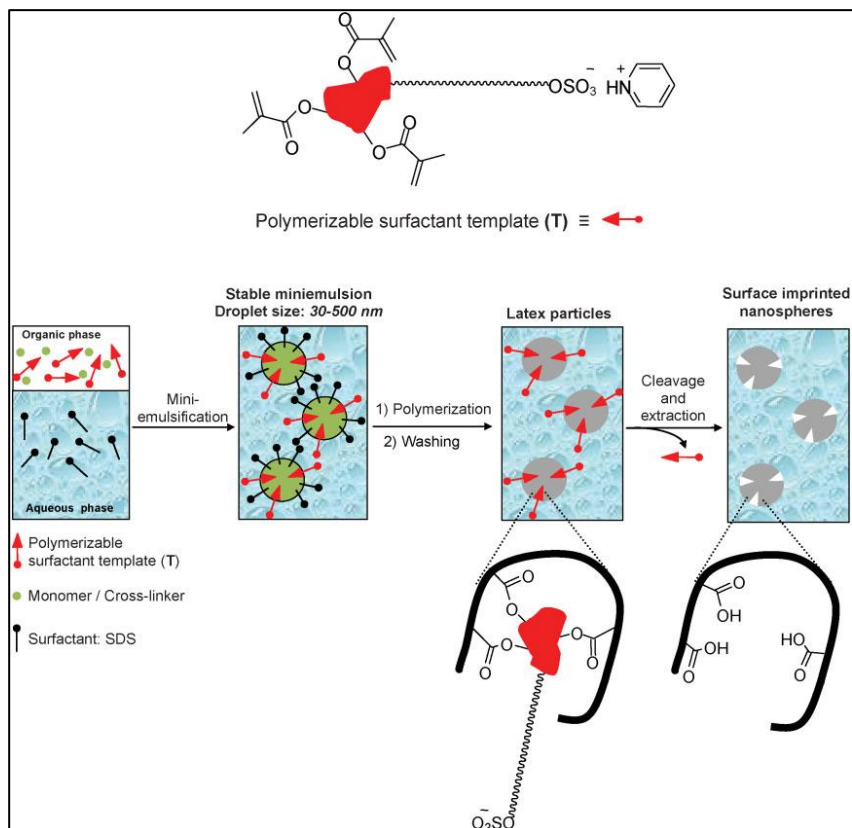 O
O
O
O
O
O
OSO₃
−
+
HN
Polymerizable surfactant template (T) ≡
Stable miniemulsion
Droplet size: 30-500 nm
Latex particles
Surface imprinted
nanospheres
Organic phase
Mini-
emulsification
1) Polymerization
2) Washing
Cleavage
and
extraction
Aqueous phase
Polymerizable
surfactant template (T)
Monomer / Cross-linker
Surfactant: SDS
O
O
O
O
O
O
−
O₃SO
O
OH
OH
O
HO
O